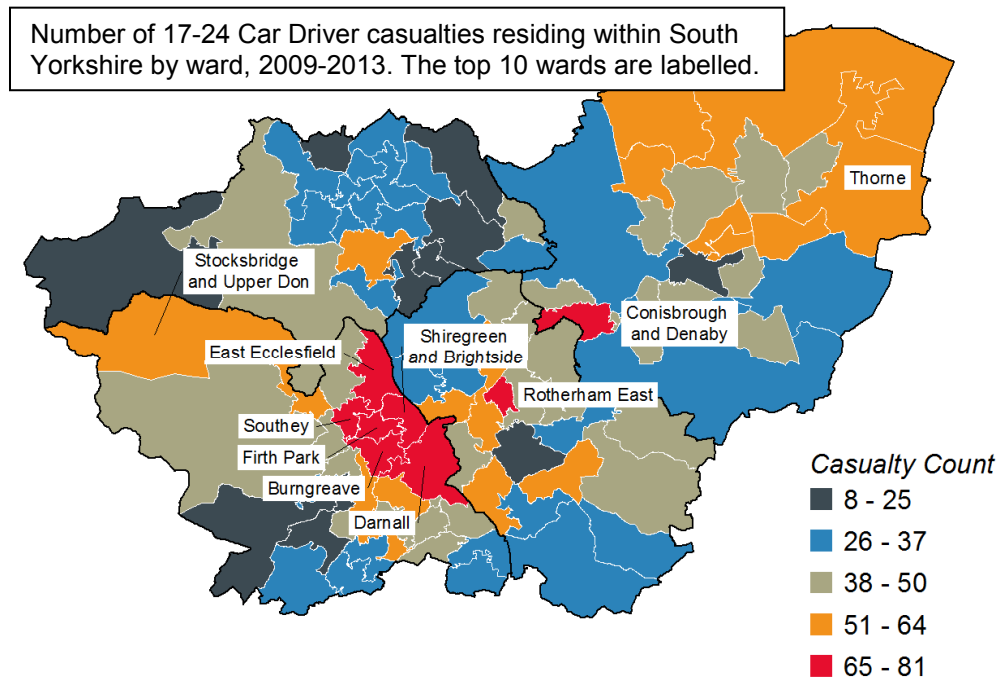 Number of 17-24 Car Driver casualties residing within South
Yorkshire by ward, 2009-2013. The top 10 wards are labelled.
Thorne
Stocksbridge
and Upper Don
Conisbrough
and Denaby
Shiregreen
and Brightside
East Ecclesfield
Rotherham East
Southey
Firth Park
Burngreave
Darnall
Casualty Count
8 - 25
26 - 37
38 - 50
51 - 64
65 - 81